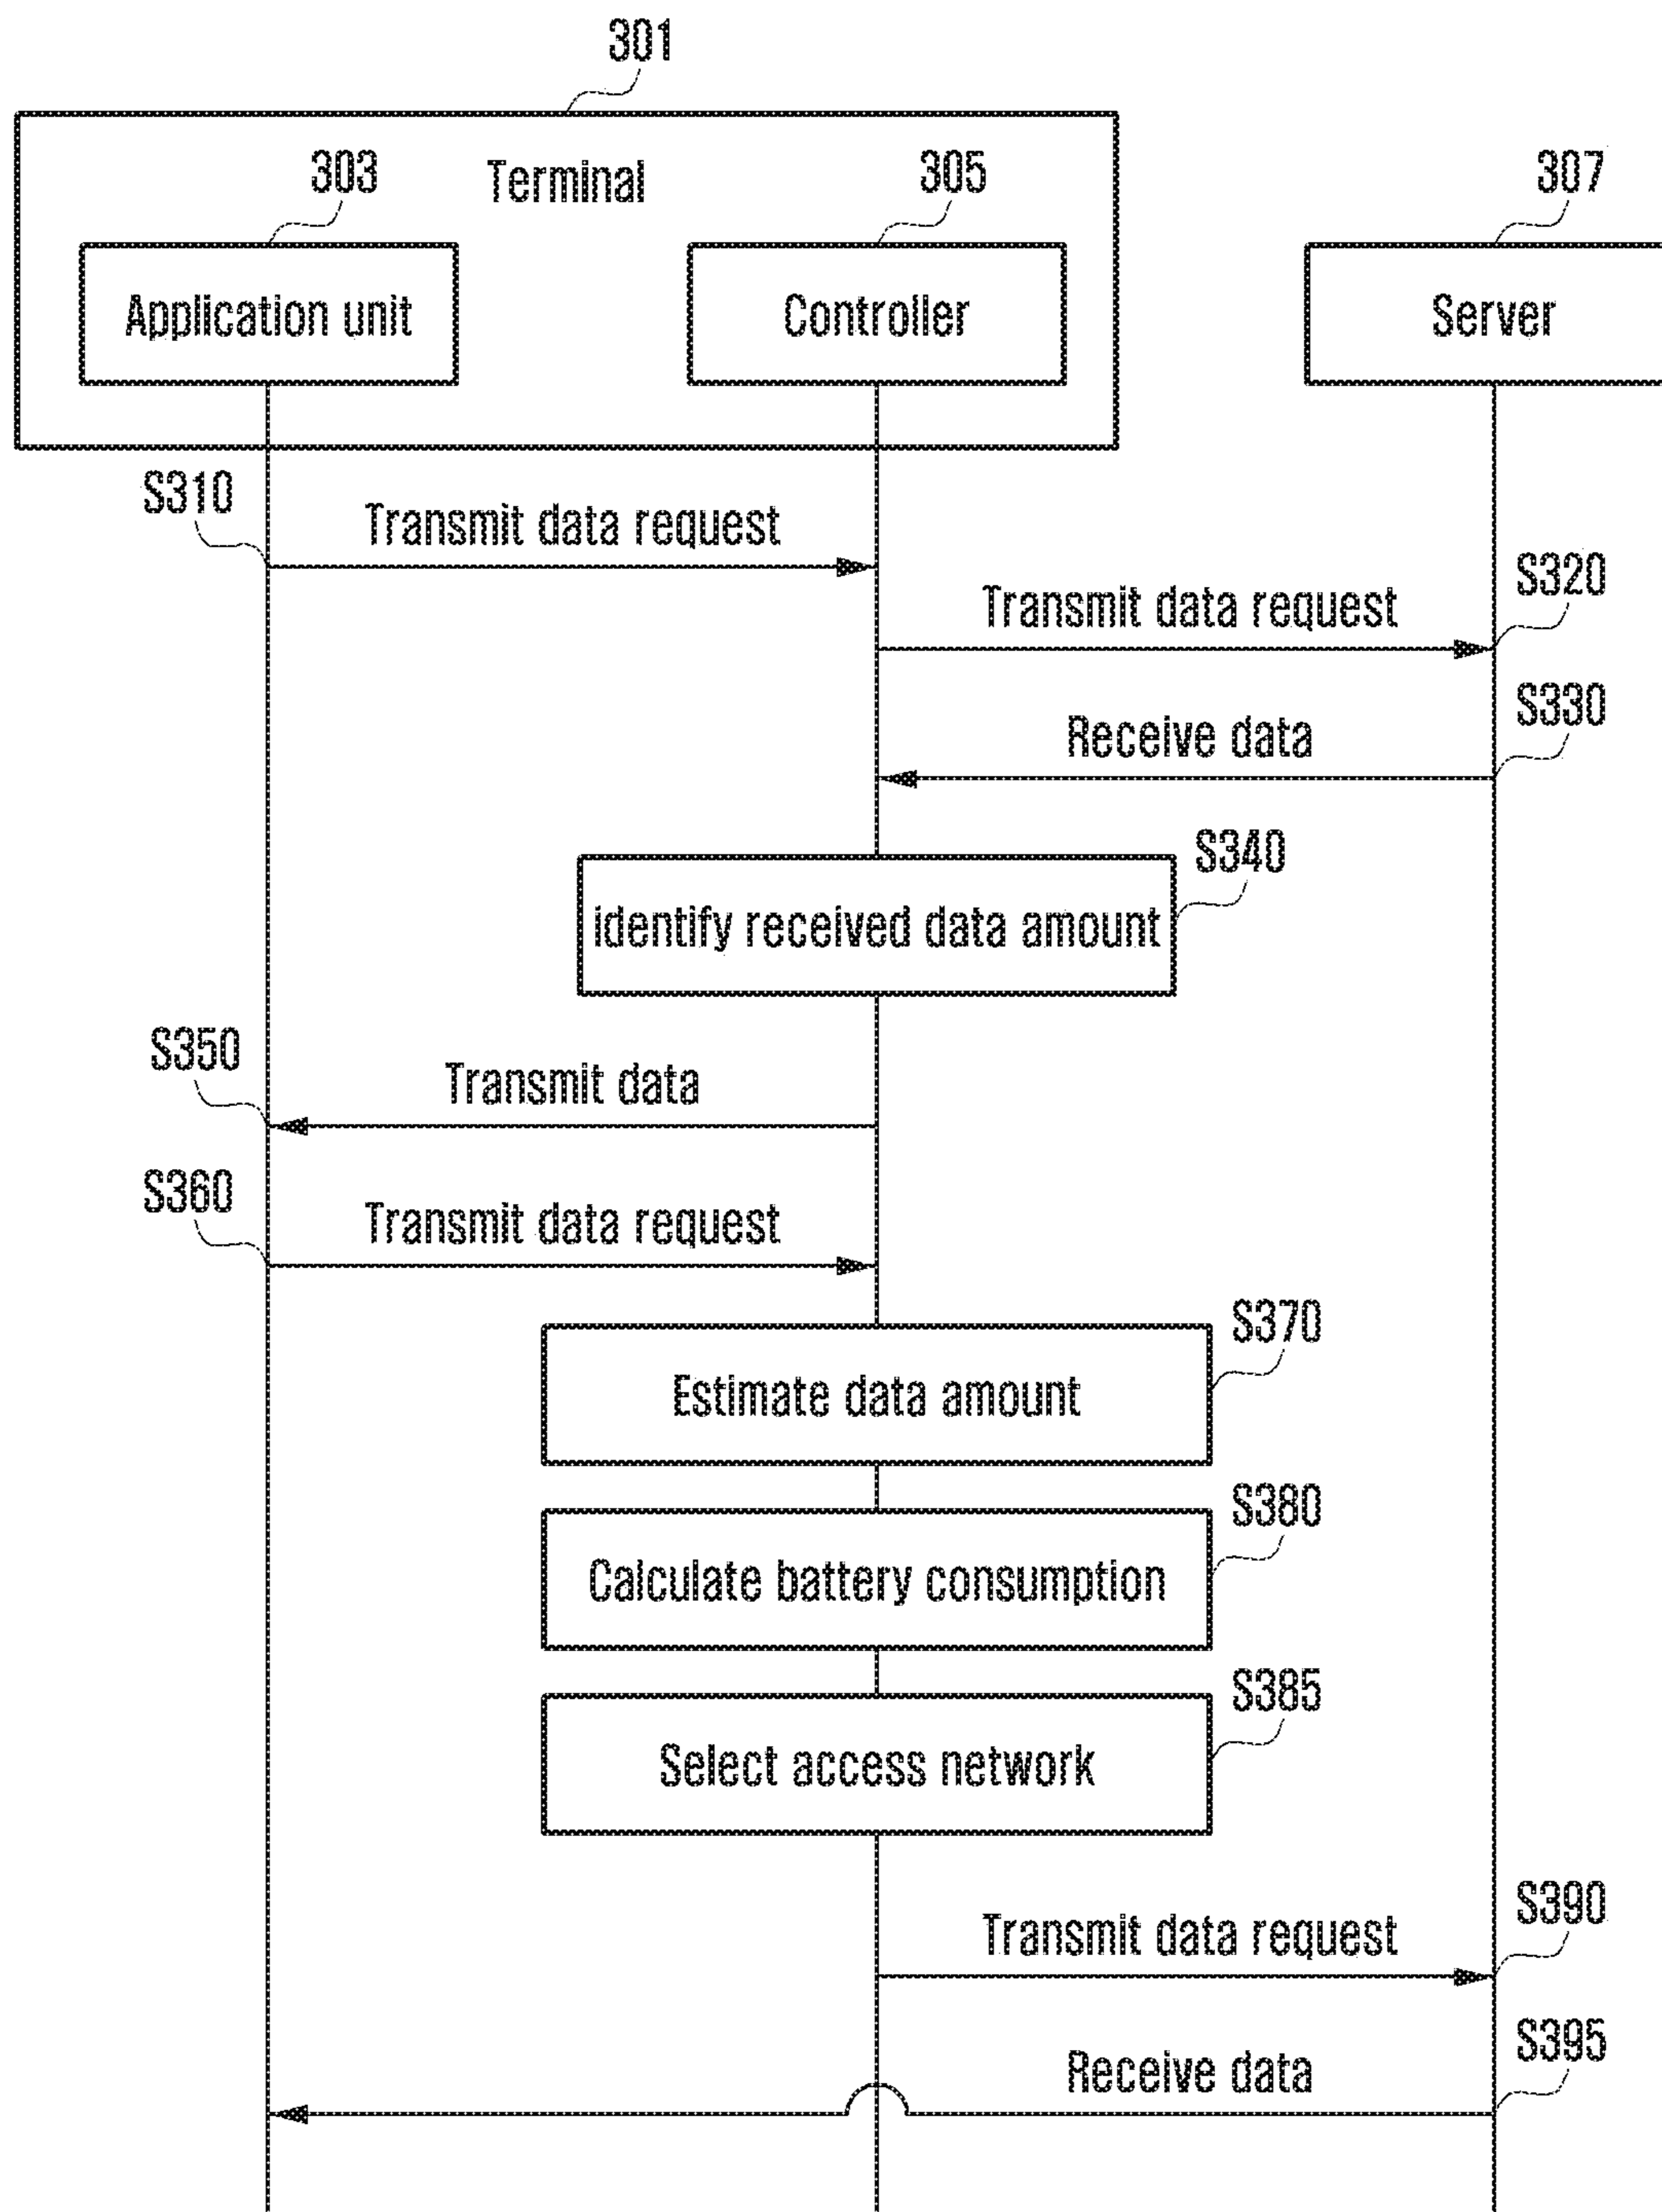 301
303
Terminal
305
307
Application unit
Controller
Server
S310
Transmit data request
S320
Transmit data request
S330
Receive data
S340
identify received data amount
S350
Transmit data
S360
Transmit data request
S370
Estimate data amount
S380
Calculate battery consumption
S385
Select access network
S390
Transmit data request
S395
Receive data